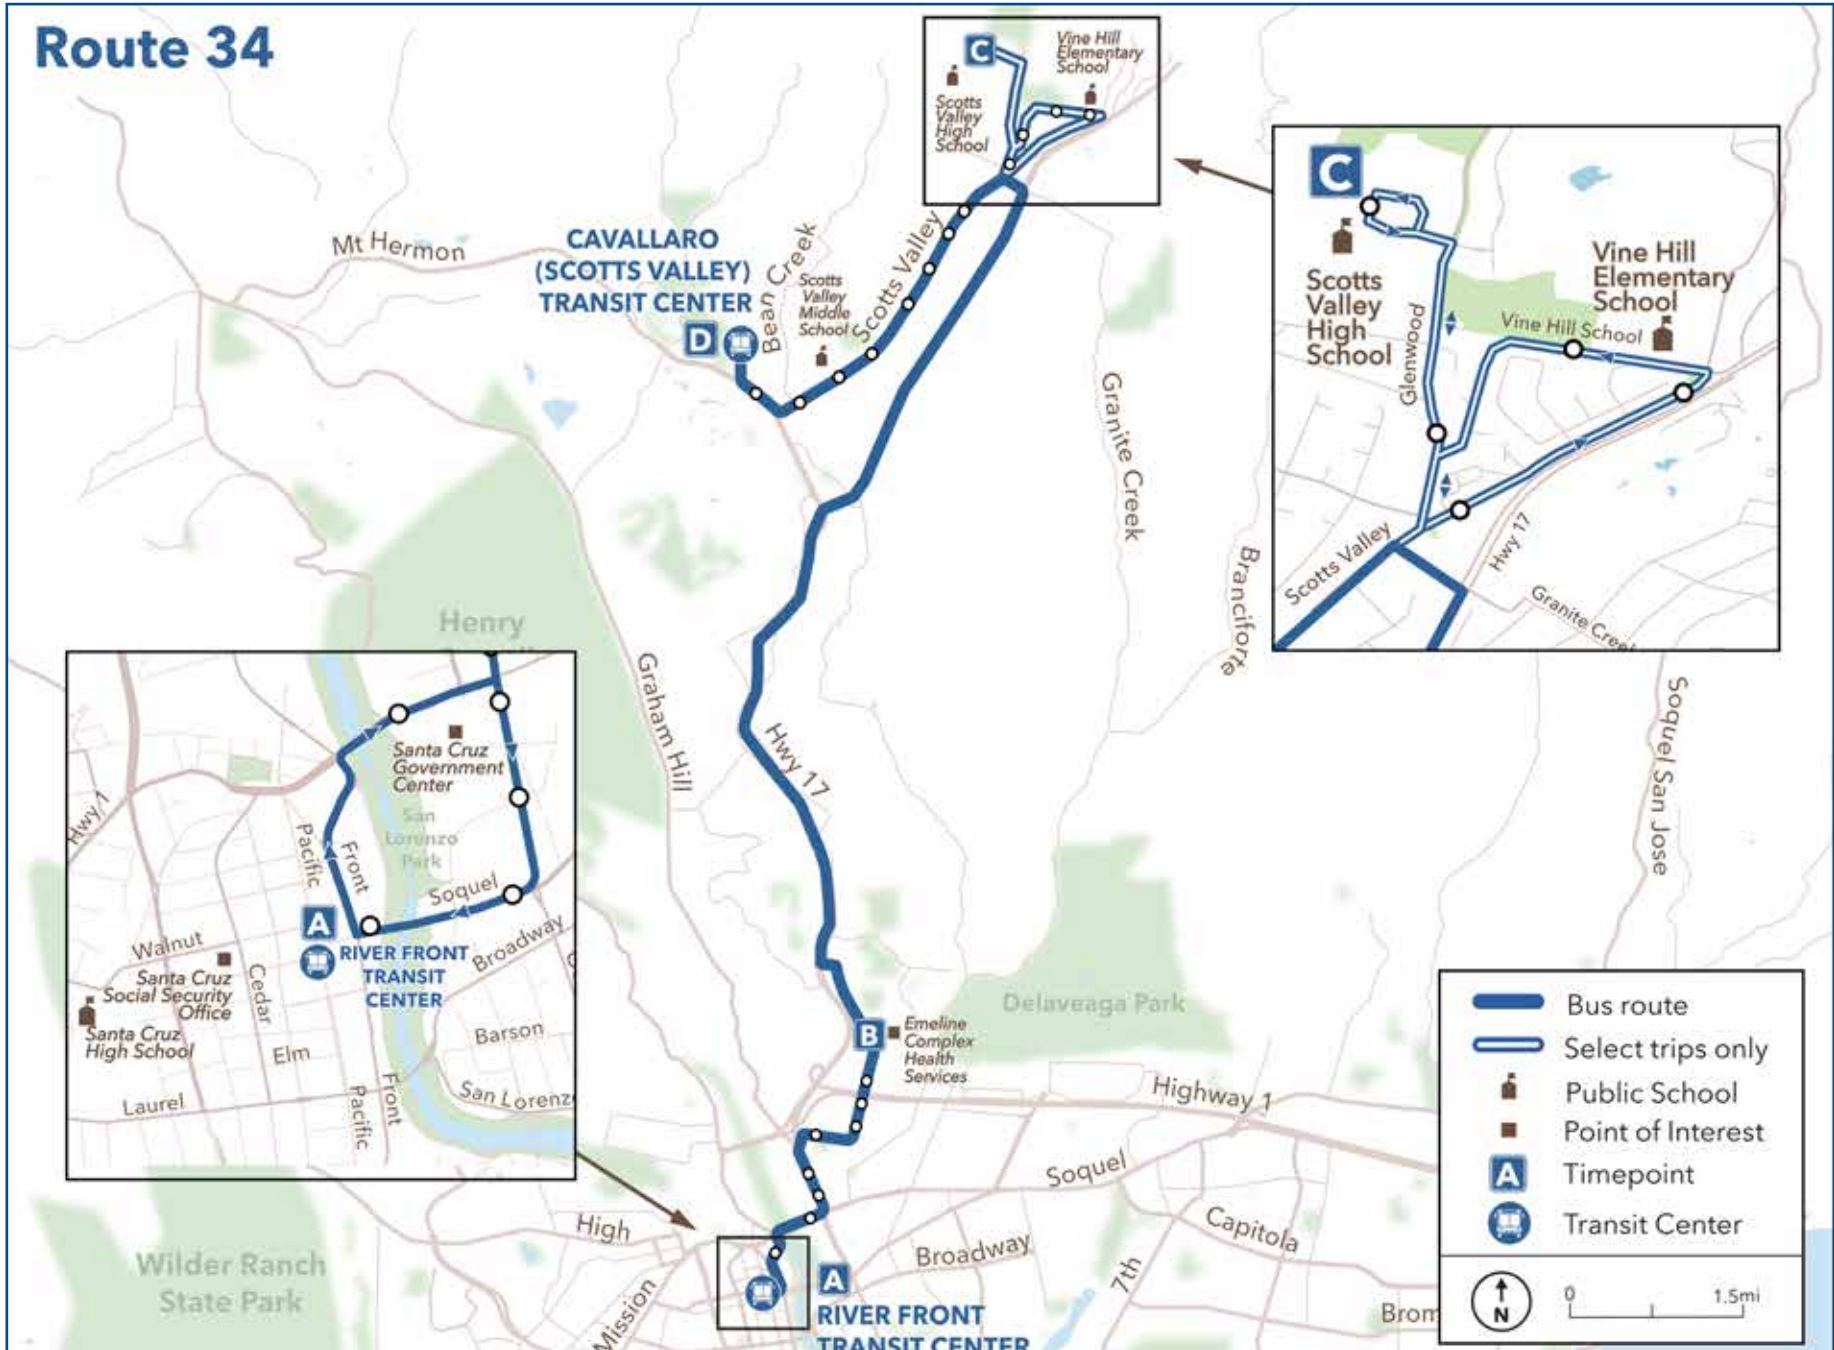 Route 34
C
Scotts
Valley
High
School
Vine Hill
Elementary
School
Mt Hermon
CAVALLARO
(SCOTTS VALLEY)
TRANSIT CENTER
D
Bean Creek
Scotts
Valley
Middle
School
Scotts Valley
C
Scotts
Valley
High
School
Vine Hill
Elementary
School
Vine Hill School
Glenwood
Scotts Valley
Hwy 17
Granite Creek
Granite Creek
Branciforte
Henry
Graham Hill
Hwy 17
Soquel San Jose
Santa Cruz
Government
Center
San
Lorenzo
Park
Hwy 1
Pacific
Front
Soquel
A
RIVER FRONT
TRANSIT
CENTER
Broadway
Walnut
Santa Cruz
Social Security
Office
Cedar
Santa Cruz
High School
Elm
Barson
Laurel
Pacific
Front
San Lorenz
Delaveaga Park
B
Emeline
Complex
Health
Services
Highway 1
Soquel
Capitola
High
Broadway
7th
Mission
Brom
Wilder Ranch
State Park
A
RIVER FRONT
TRANSIT CENTER
Bus route
Select trips only
Public School
Point of Interest
A
Timepoint
Transit Center
N
0
1.5mi